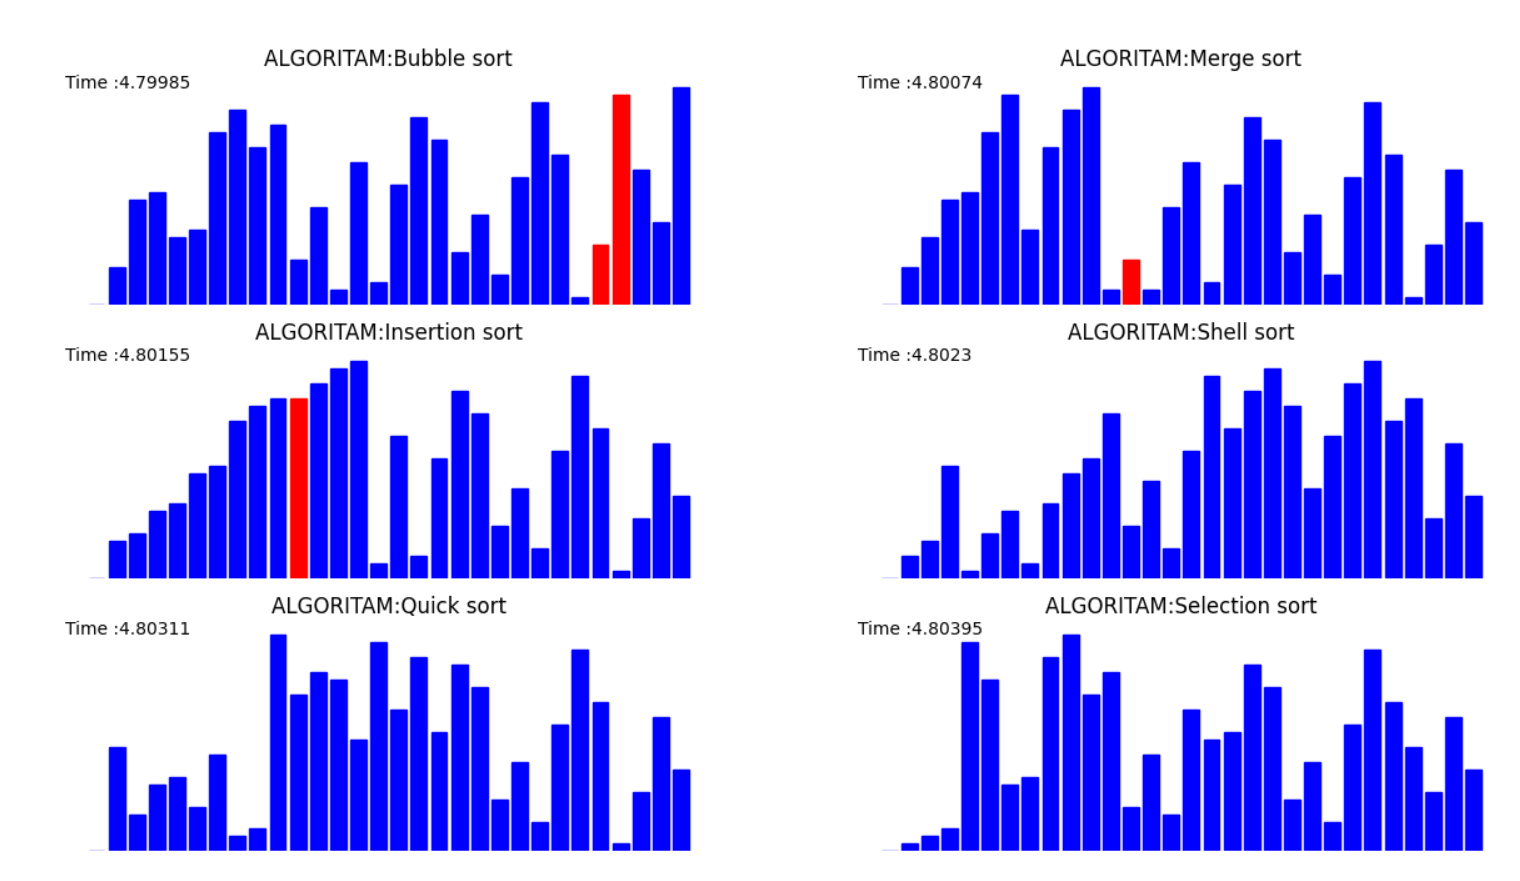 ALGORITAM:Bubble sort
Time :4.79985
ALGORITAM:Merge sort
Time :4.80074
ALGORITAM:Insertion sort
Time :4.80155
ALGORITAM:Shell sort
Time :4.8023
ALGORITAM:Quick sort
Time :4.80311
ALGORITAM:Selection sort
Time :4.80395